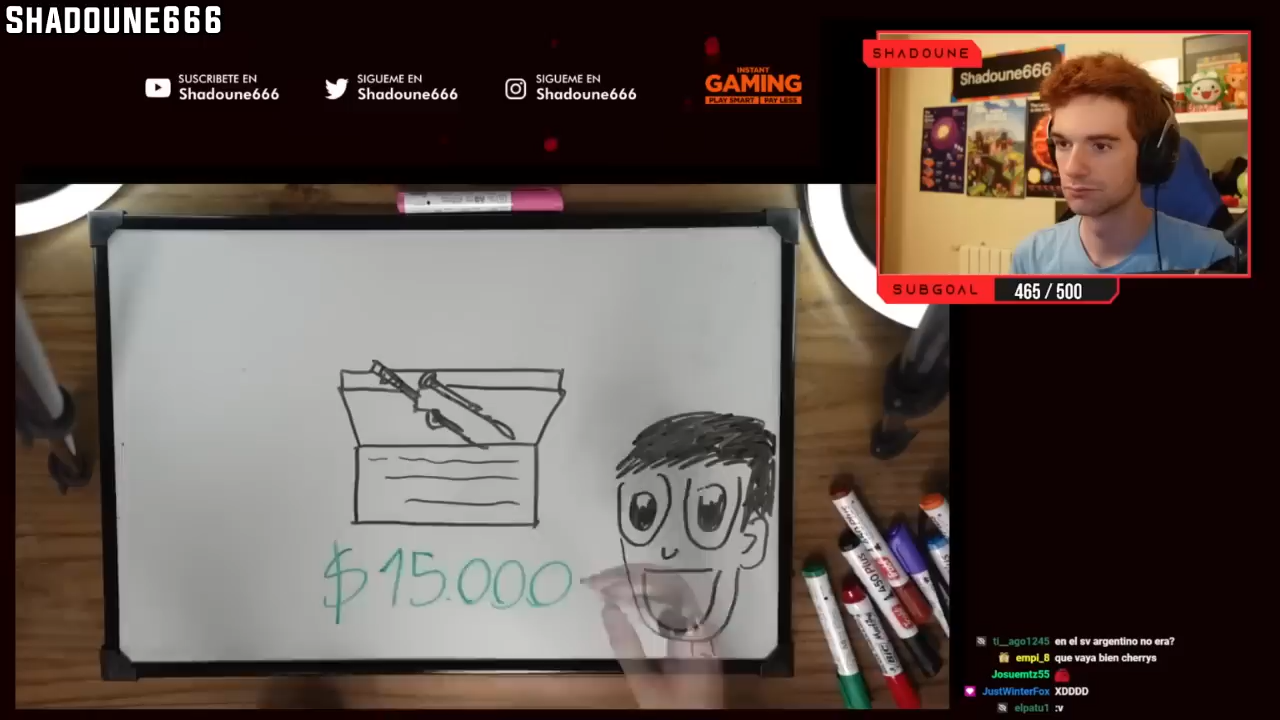 SHADOUNE666
SUSCRIBETE EN
Shadoune666
SIGUEME EN
Shadoune666
SIGUEME EN
Shadoune666
INSTANT
GAMING
PLAY SMART | PAY LESS
SHADOUNE
Shadoune666
SUBGOAL 465 / 500
$15.000
ti__ago1245 en el sv argentino no era?
empi_8 que vaya bien cherrys
Josuemtz55
JustWinterFox XDDDD
elpatu1 :v